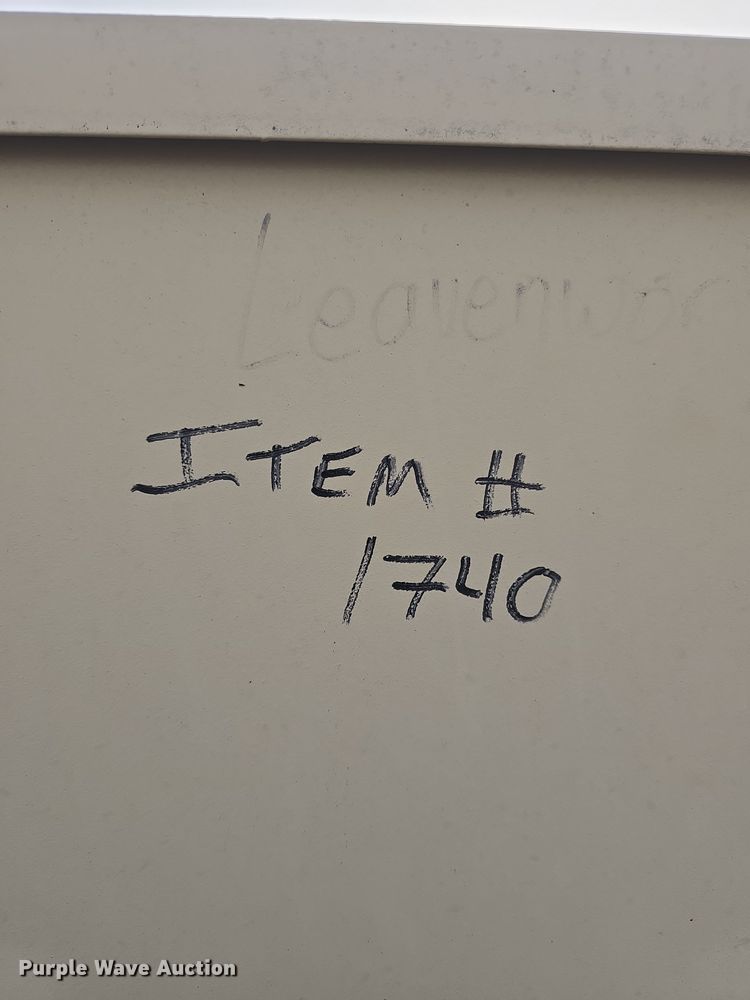 Leavenwor
ITEM #
1740
Purple Wave Auction